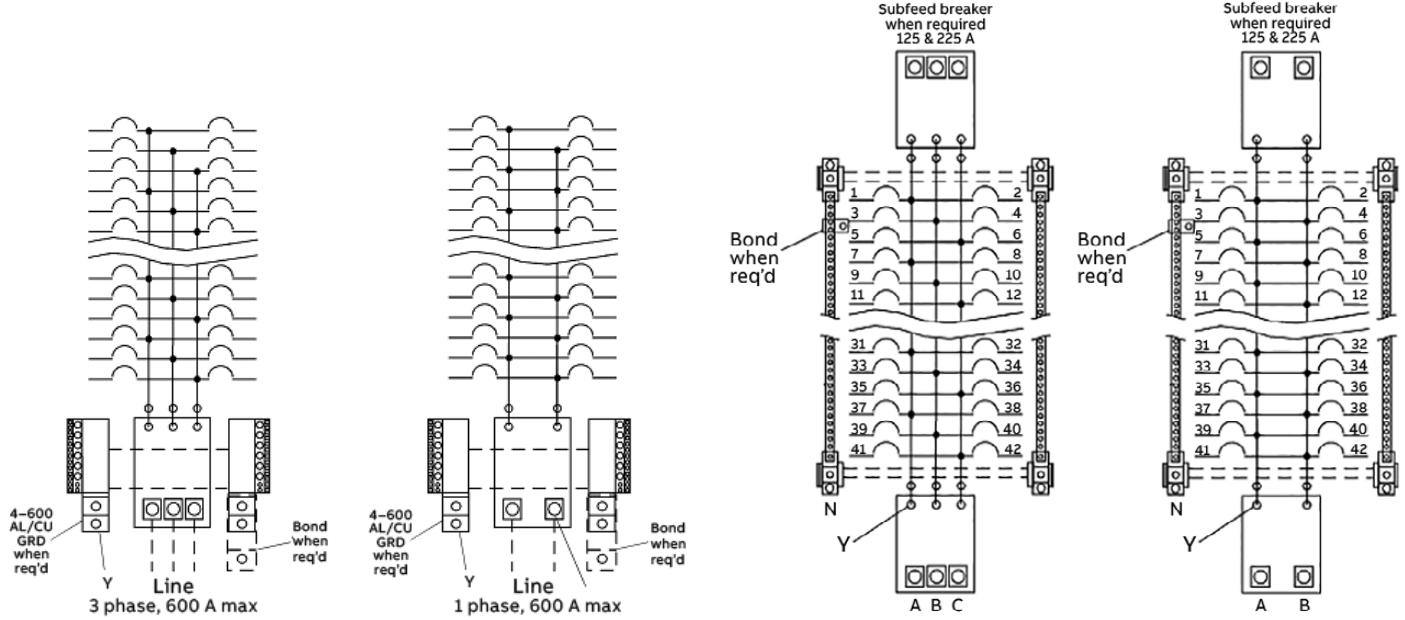 4–600
AL/CU
GRD
when
req'd
Y
Line
3 phase, 600 A max
Bond
when
req'd
4–600
AL/CU
GRD
when
req'd
Y
Line
1 phase, 600 A max
Bond
when
req'd
Subfeed breaker
when required
125 & 225 A
1 2
3 4
5 6
7 8
9 10
11 12
31 32
33 34
35 36
37 38
39 40
41 42
Bond
when
req'd
N
Y
A B C
Subfeed breaker
when required
125 & 225 A
1 2
3 4
5 6
7 8
9 10
11 12
31 32
33 34
35 36
37 38
39 40
41 42
Bond
when
req'd
N
Y
A B